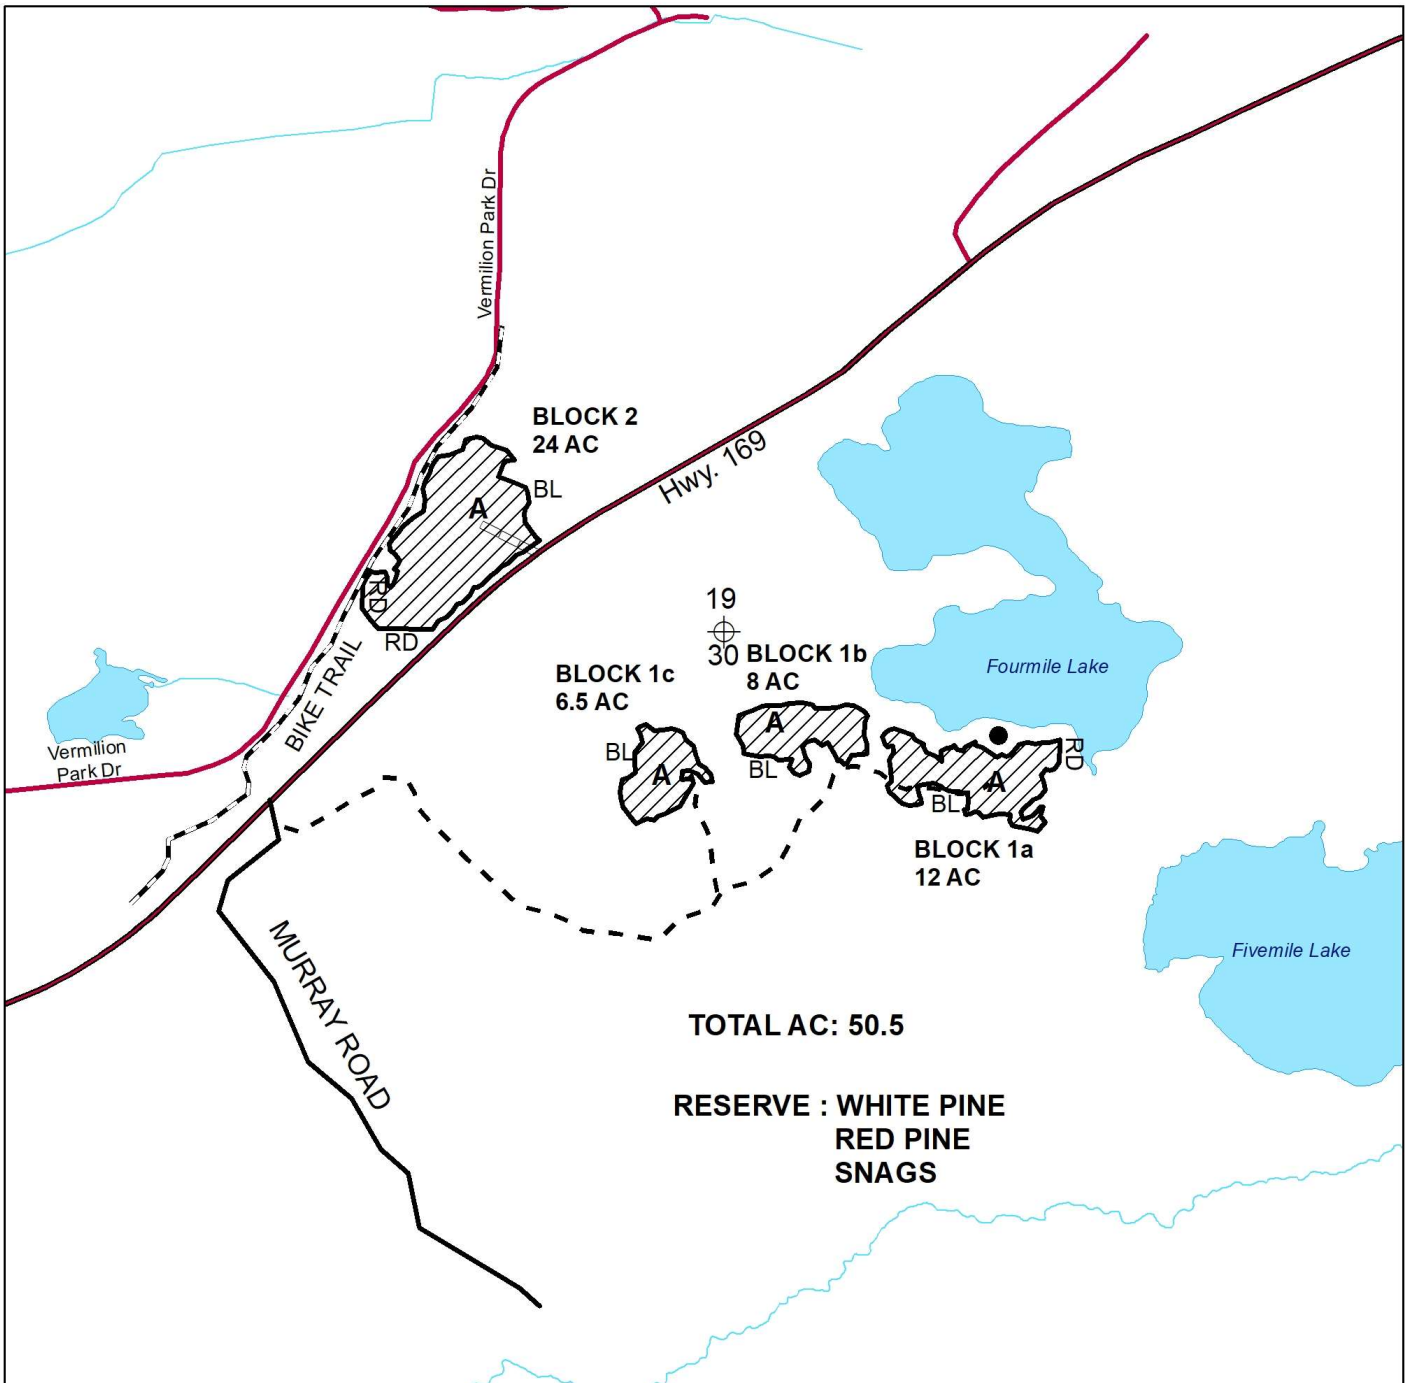 Vermilion Park Dr
BLOCK 2
24 AC
BL
A
Hwy. 169
RD
RD
BIKE TRAIL
19
30
BLOCK 1b
8 AC
A
BL
BLOCK 1c
6.5 AC
BL
A
Fourmile Lake
RD
A
BL
BLOCK 1a
12 AC
Vermilion
Park Dr
Fivemile Lake
MURRAY ROAD
TOTAL AC: 50.5
RESERVE : WHITE PINE
RED PINE
SNAGS